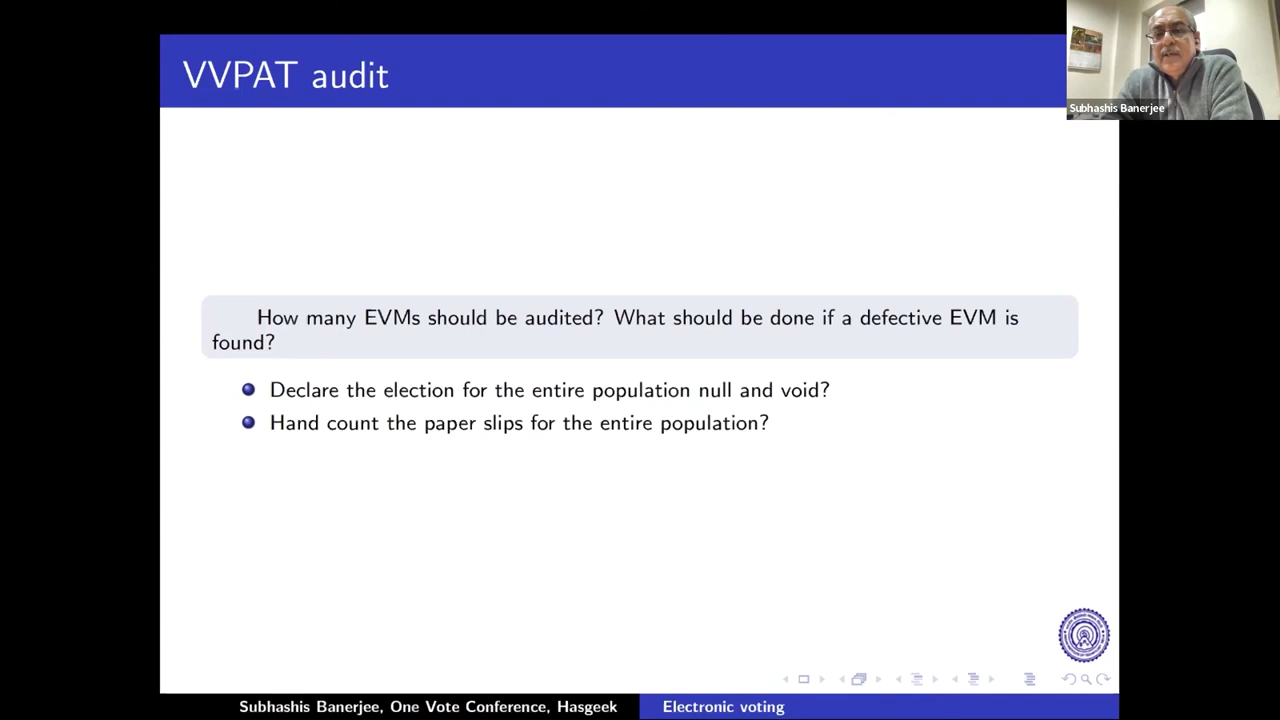 VVPAT audit
Subhashis Banerjee
How many EVMs should be audited? What should be done if a defective EVM is
found?
Declare the election for the entire population null and void?
Hand count the paper slips for the entire population?
Subhashis Banerjee, One Vote Conference, Hasgeek
Electronic voting